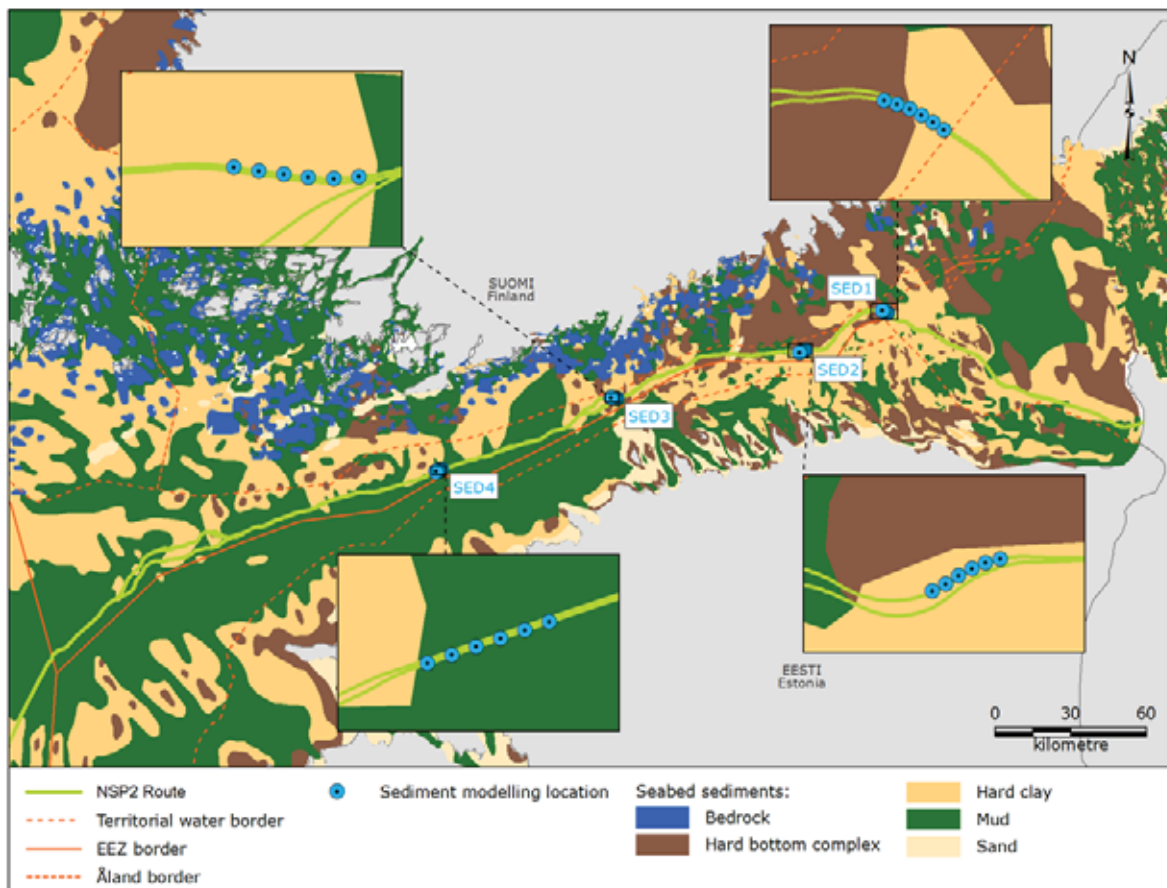 N
SUOMI
Finland
SED1
SED2
SED3
SED4
EESTI
Estonia
0 30 60
kilometre
NSP2 Route
Territorial water border
EEZ border
Åland border
Sediment modelling location
Seabed sediments:
Bedrock
Hard bottom complex
Hard clay
Mud
Sand